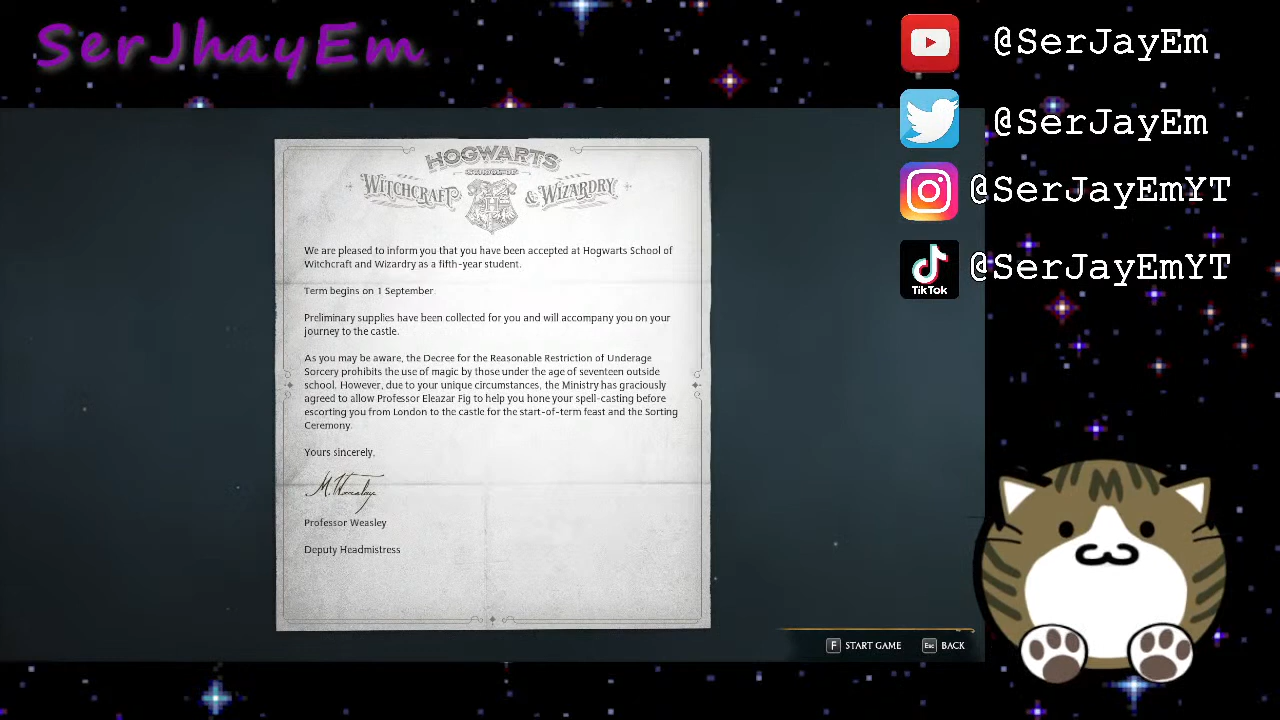 SerJhayEm
@SerJayEm
@SerJayEm
@SerJayEmYT
TikTok
@SerJayEmYT
HOGWARTS
SCHOOL OF
WITCHCRAFT & WIZARDRY
H
We are pleased to inform you that you have been accepted at Hogwarts School of
Witchcraft and Wizardry as a fifth-year student.
Term begins on 1 September.
Preliminary supplies have been collected for you and will accompany you on your
journey to the castle.
As you may be aware, the Decree for the Reasonable Restriction of Underage
Sorcery prohibits the use of magic by those under the age of seventeen outside
school. However, due to your unique circumstances, the Ministry has graciously
agreed to allow Professor Eleazar Fig to help you hone your spell-casting before
escorting you from London to the castle for the start-of-term feast and the Sorting
Ceremony.
Yours sincerely,
M. Weasley
Professor Weasley
Deputy Headmistress
F START GAME Esc BACK